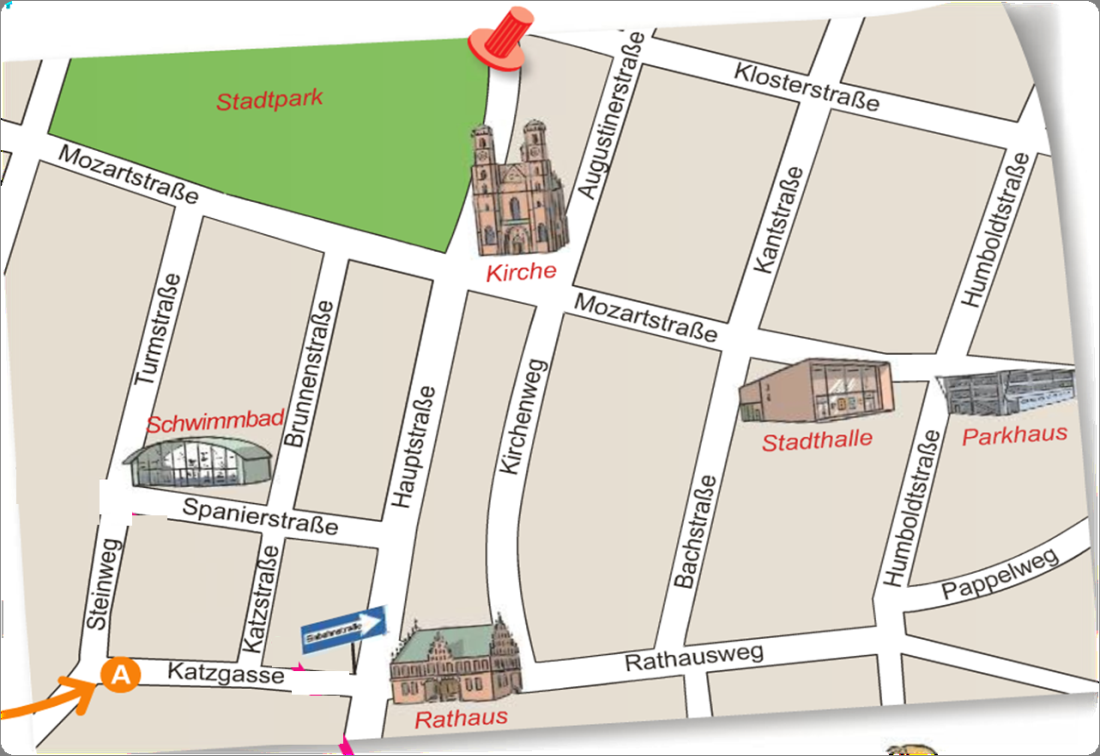 Stadtpark
Klosterstraße
Augustinerstraße
Mozartstraße
Kantstraße
Humboldtstraße
Kirche
Mozartstraße
Turmstraße
Brunnenstraße
Hauptstraße
Kirchenweg
Schwimmbad
Stadthalle
Parkhaus
Spanierstraße
Bachstraße
Humboldtstraße
Steinweg
Katzstraße
Pappelweg
Einbahnstraße
A
Katzgasse
Rathausweg
Rathaus